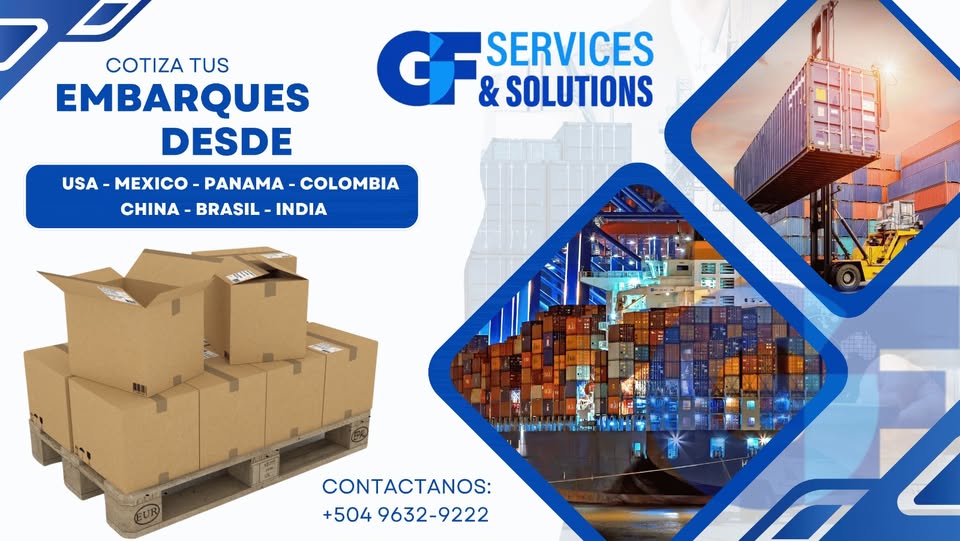 COTIZA TUS
EMBARQUES
DESDE
USA - MEXICO - PANAMA - COLOMBIA
CHINA - BRASIL - INDIA
GF SERVICES
& SOLUTIONS
CONTACTANOS:
+504 9632-9222
EUR
EUR